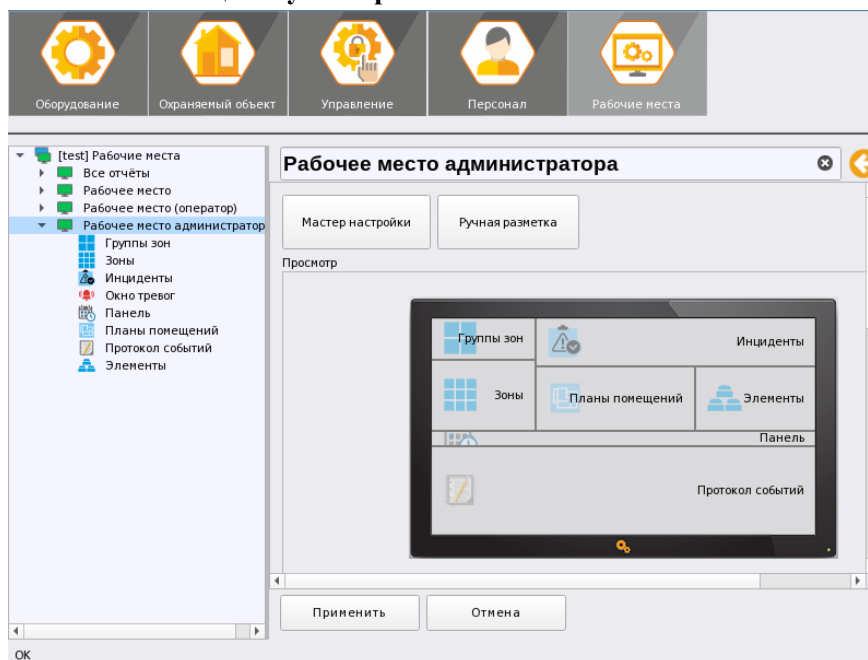 Оборудование
Охраняемый объект
Управление
Персонал
Рабочие места
[test] Рабочие места
Все отчёты
Рабочее место
Рабочее место (оператор)
Рабочее место администратор
Группы зон
Зоны
Инциденты
Окно тревог
Панель
Планы помещений
Протокол событий
Элементы
Рабочее место администратора
Мастер настройки
Ручная разметка
Просмотр
Группы зон
Инциденты
Зоны
Планы помещений
Элементы
Панель
Протокол событий
Применить
Отмена
OK